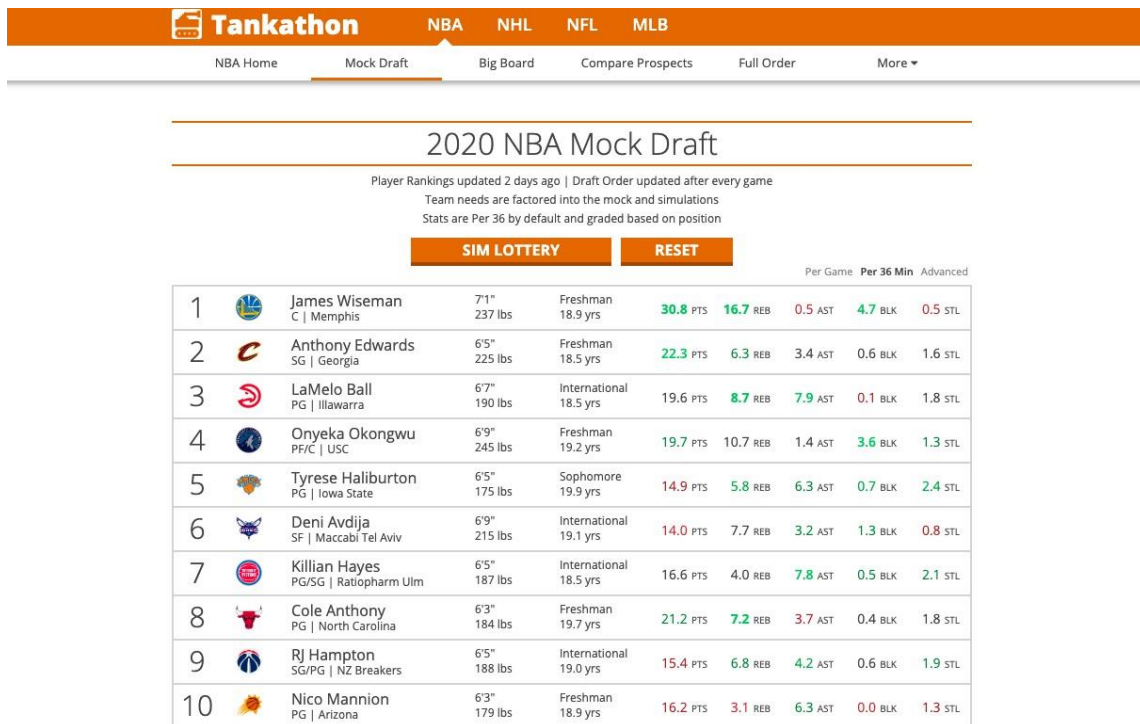 Tankathon NBA NHL NFL MLB
NBA Home Mock Draft Big Board Compare Prospects Full Order More
2020 NBA Mock Draft
Player Rankings updated 2 days ago | Draft Order updated after every game
Team needs are factored into the mock and simulations
Stats are Per 36 by default and graded based on position
SIM LOTTERY RESET
Per Game Per 36 Min Advanced
1 James Wiseman 7'1" Freshman 30.8 PTS 16.7 REB 0.5 AST 4.7 BLK 0.5 STL
C | Memphis 237 lbs 18.9 yrs
2 Anthony Edwards 6'5" Freshman 22.3 PTS 6.3 REB 3.4 AST 0.6 BLK 1.6 STL
SG | Georgia 225 lbs 18.5 yrs
3 LaMelo Ball 6'7" International 19.6 PTS 8.7 REB 7.9 AST 0.1 BLK 1.8 STL
PG | Illawarra 190 lbs 18.5 yrs
4 Onyeka Okongwu 6'9" Freshman 19.7 PTS 10.7 REB 1.4 AST 3.6 BLK 1.3 STL
PF/C | USC 245 lbs 19.2 yrs
5 Tyrese Haliburton 6'5" Sophomore 14.9 PTS 5.8 REB 6.3 AST 0.7 BLK 2.4 STL
PG | Iowa State 175 lbs 19.9 yrs
6 Deni Avdija 6'9" International 14.0 PTS 7.7 REB 3.2 AST 1.3 BLK 0.8 STL
SF | Maccabi Tel Aviv 215 lbs 19.1 yrs
7 Killian Hayes 6'5" International 16.6 PTS 4.0 REB 7.8 AST 0.5 BLK 2.1 STL
PG/SG | Ratiopharm Ulm 187 lbs 18.5 yrs
8 Cole Anthony 6'3" Freshman 21.2 PTS 7.2 REB 3.7 AST 0.4 BLK 1.8 STL
PG | North Carolina 184 lbs 19.7 yrs
9 RJ Hampton 6'5" International 15.4 PTS 6.8 REB 4.2 AST 0.6 BLK 1.9 STL
SG/PG | NZ Breakers 188 lbs 19.0 yrs
10 Nico Mannion 6'3" Freshman 16.2 PTS 3.1 REB 6.3 AST 0.0 BLK 1.3 STL
PG | Arizona 179 lbs 18.9 yrs